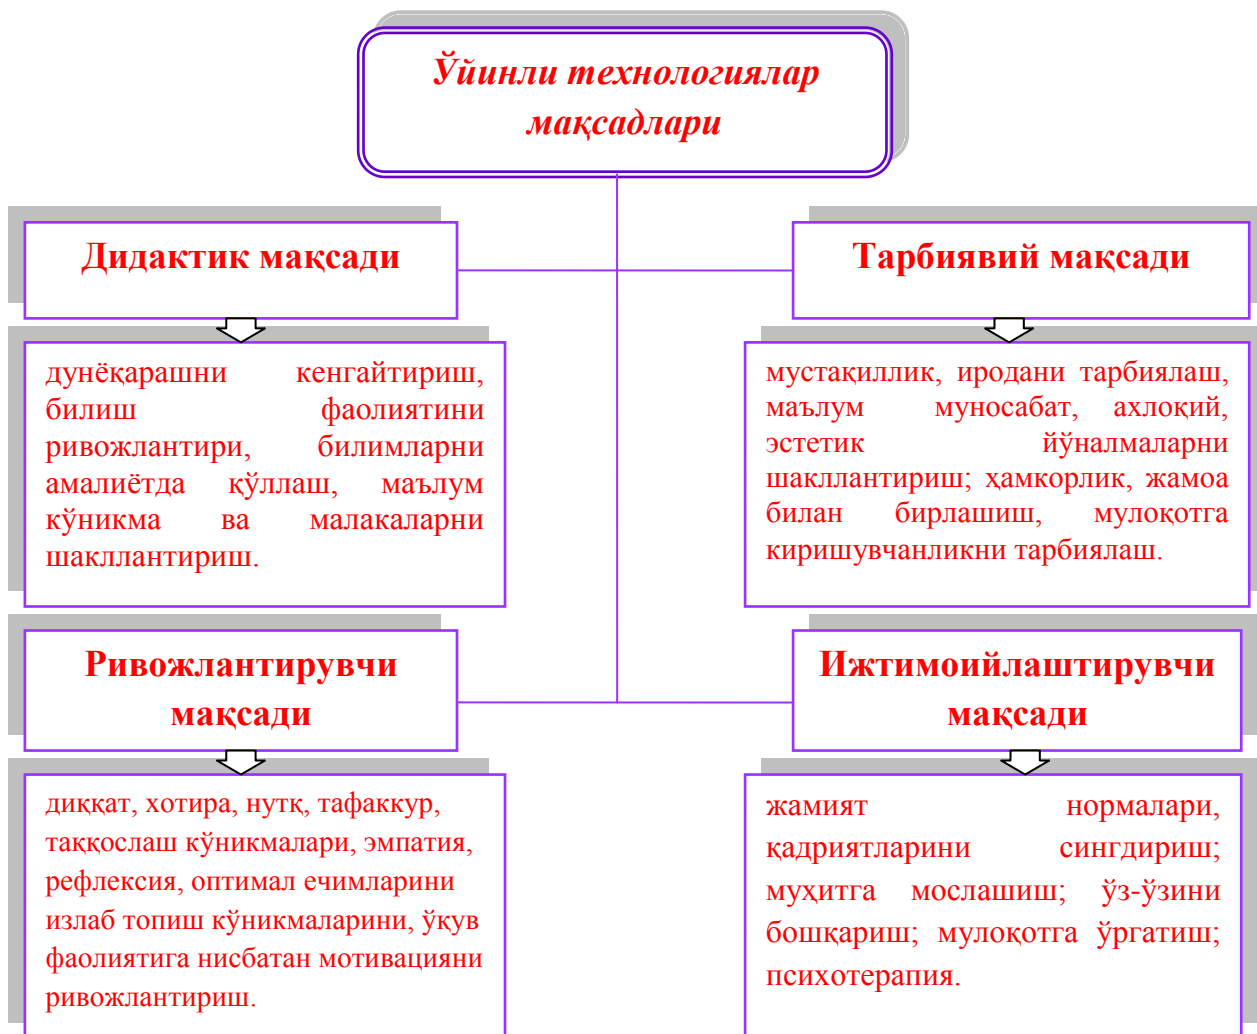 Ўйинли технологиялар
мақсадлари
Дидактик мақсади
Тарбиявий мақсади
дунёқарашни кенгайтириш,
билиш фаолиятини
ривожлантири, билимларни
амалиётда қўллаш, маълум
кўникма ва малакаларни
шакллантириш.
мустақиллик, иродани тарбиялаш,
маълум муносабат, ахлоқий,
эстетик йўналмаларни
шакллантириш; ҳамкорлик, жамоа
билан бирлашиш, мулоқотга
киришувчанликни тарбиялаш.
Ривожлантирувчи
мақсади
Ижтимоийлаштирувчи
мақсади
диққат, хотира, нутқ, тафаккур,
таққослаш кўникмалари, эмпатия,
рефлексия, оптимал ечимларини
излаб топиш кўникмаларини, ўқув
фаолиятига нисбатан мотивацияни
ривожлантириш.
жамият нормалари,
қадриятларини сингдириш;
муҳитга мослашиш; ўз-ўзини
бошқариш; мулоқотга ўргатиш;
психотерапия.